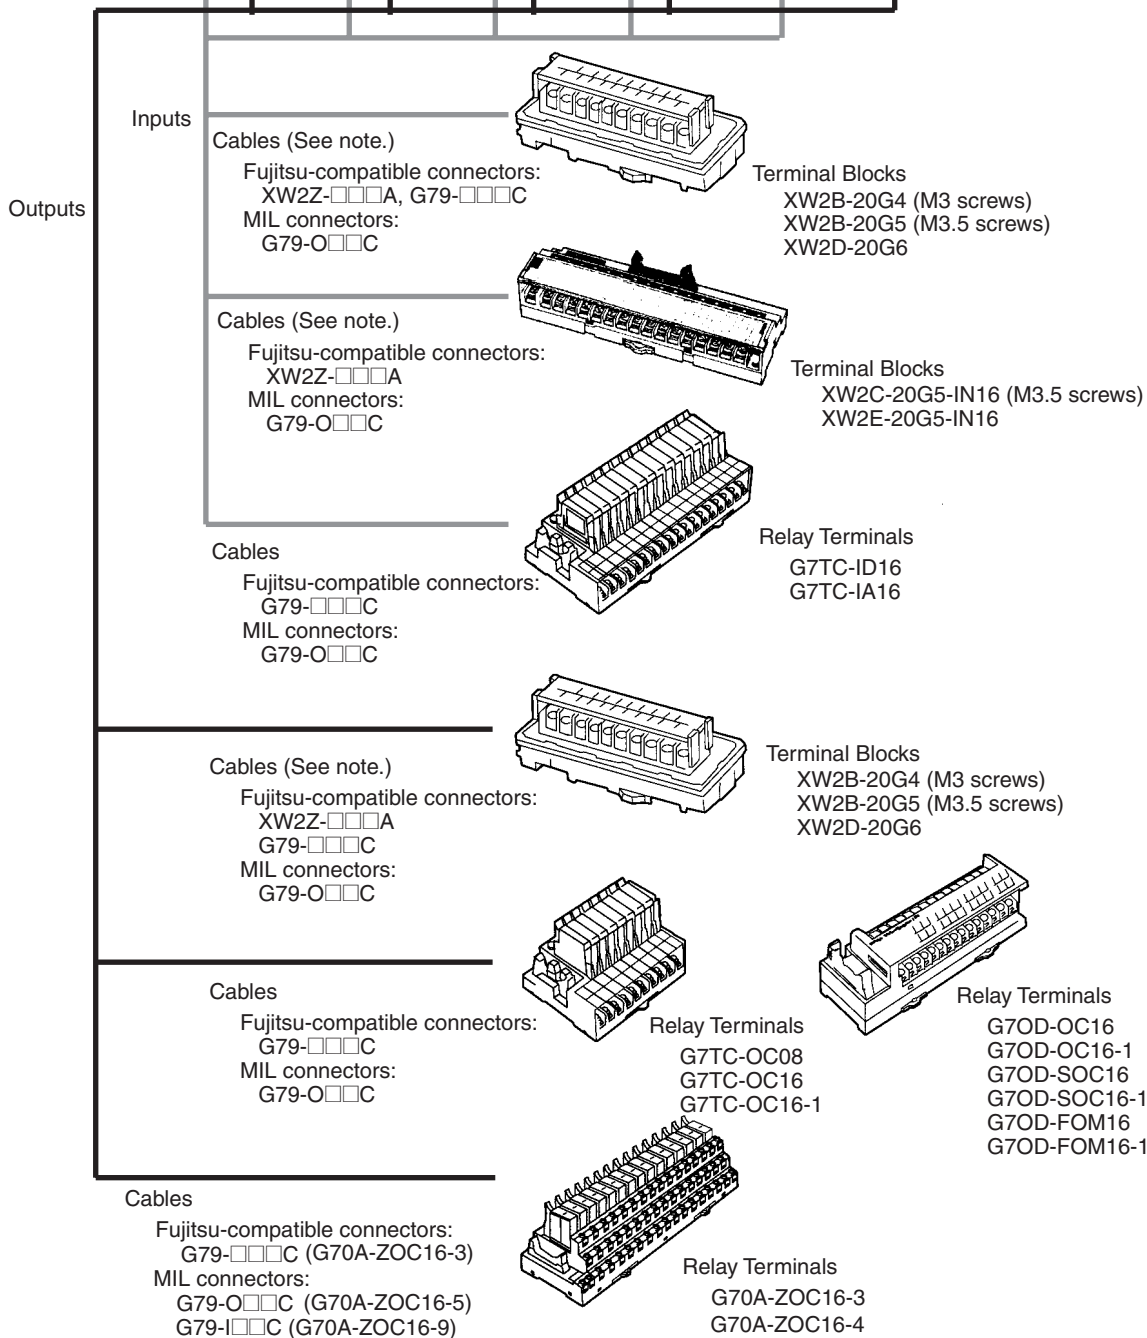 Inputs
Cables (See note.)
Fujitsu-compatible connectors:
XW2Z-□□□A, G79-□□□C
MIL connectors:
G79-O□□C
Outputs
Terminal Blocks
XW2B-20G4 (M3 screws)
XW2B-20G5 (M3.5 screws)
XW2D-20G6
Cables (See note.)
Fujitsu-compatible connectors:
XW2Z-□□□A
MIL connectors:
G79-O□□C
Terminal Blocks
XW2C-20G5-IN16 (M3.5 screws)
XW2E-20G5-IN16
Cables
Fujitsu-compatible connectors:
G79-□□□C
MIL connectors:
G79-O□□C
Relay Terminals
G7TC-ID16
G7TC-IA16
Cables (See note.)
Fujitsu-compatible connectors:
XW2Z-□□□A
G79-□□□C
MIL connectors:
G79-O□□C
Terminal Blocks
XW2B-20G4 (M3 screws)
XW2B-20G5 (M3.5 screws)
XW2D-20G6
Cables
Fujitsu-compatible connectors:
G79-□□□C
MIL connectors:
G79-O□□C
Relay Terminals
G7TC-OC08
G7TC-OC16
G7TC-OC16-1
Relay Terminals
G7OD-OC16
G7OD-OC16-1
G7OD-SOC16
G7OD-SOC16-1
G7OD-FOM16
G7OD-FOM16-1
Cables
Fujitsu-compatible connectors:
G79-□□□C (G70A-ZOC16-3)
MIL connectors:
G79-O□□C (G70A-ZOC16-5)
G79-I□□C (G70A-ZOC16-9)
Relay Terminals
G70A-ZOC16-3
G70A-ZOC16-4